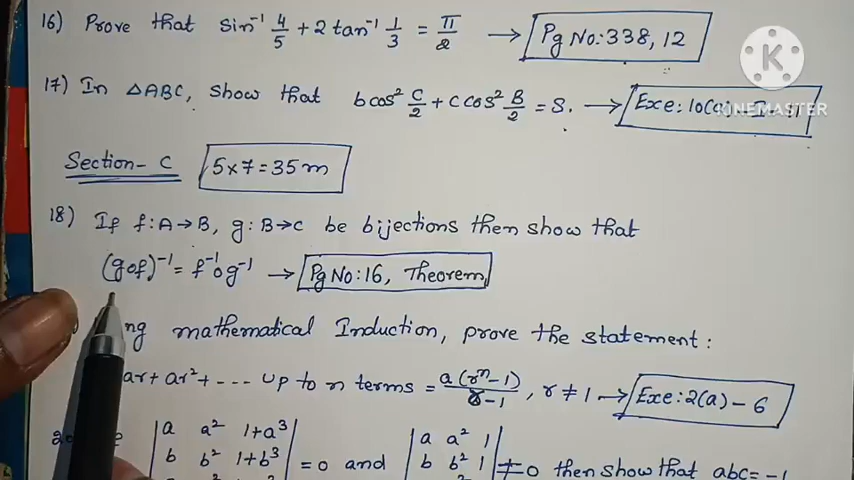 16) Prove that sin⁻¹ 4/5 + 2 tan⁻¹ 1/3 = π/2 → Pg No: 338, 12
K
KINEMASTER
17) In △ABC, show that b cos² C/2 + c cos² B/2 = S. → Exe: 10(a)
Section - C 5x7=35m
18) If f: A→B, g: B→C be bijections then show that
(gof)⁻¹ = f⁻¹og⁻¹ → Pg No: 16, Theorem
ng mathematical Induction, prove the statement:
ar + ar² + ---- up to n terms = a(rⁿ-1)/r-1, r ≠ 1 → Exe: 2(a) - 6
|a a² 1+a³
b b² 1+b³| = 0 and |a a² 1
b b² 1| ≠ 0 then show that abc = -1